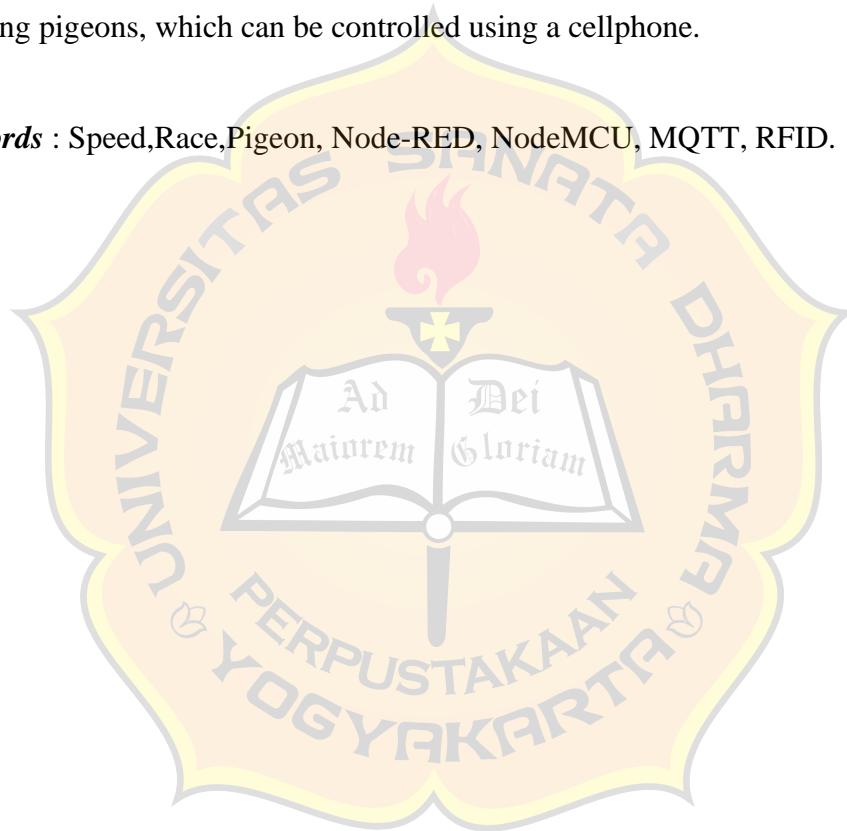 ng pigeons, which can be controlled using a cellphone.
ords : Speed,Race,Pigeon, Node-RED, NodeMCU, MQTT, RFID.
UNIVERSITAS SANATA DHARMA
Ad Dei
Maiorem Gloriam
PERPUSTAKAAN
YOGYAKARTA